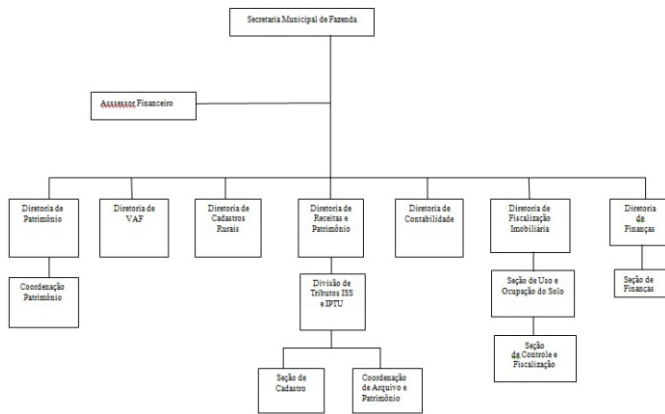 Secretaria Municipal de Fazenda
Asssessor Financeiro
Diretoria de
Patrimônio
Diretoria de
VAF
Diretoria de
Cadastros
Rurais
Diretoria de
Receitas e
Patrimônio
Diretoria de
Contabilidade
Diretoria de
Fiscalização
Imobiliária
Diretoria
de
Finanças
Coordenação
Patrimônio
Divisão de
Tributos ISS
e IPTU
Seção de Uso e
Ocupação do Solo
Seção de
Finanças
Seção
de Controle e
Fiscalização
Seção de
Cadastro
Coordenação
de Arquivo e
Patrimônio